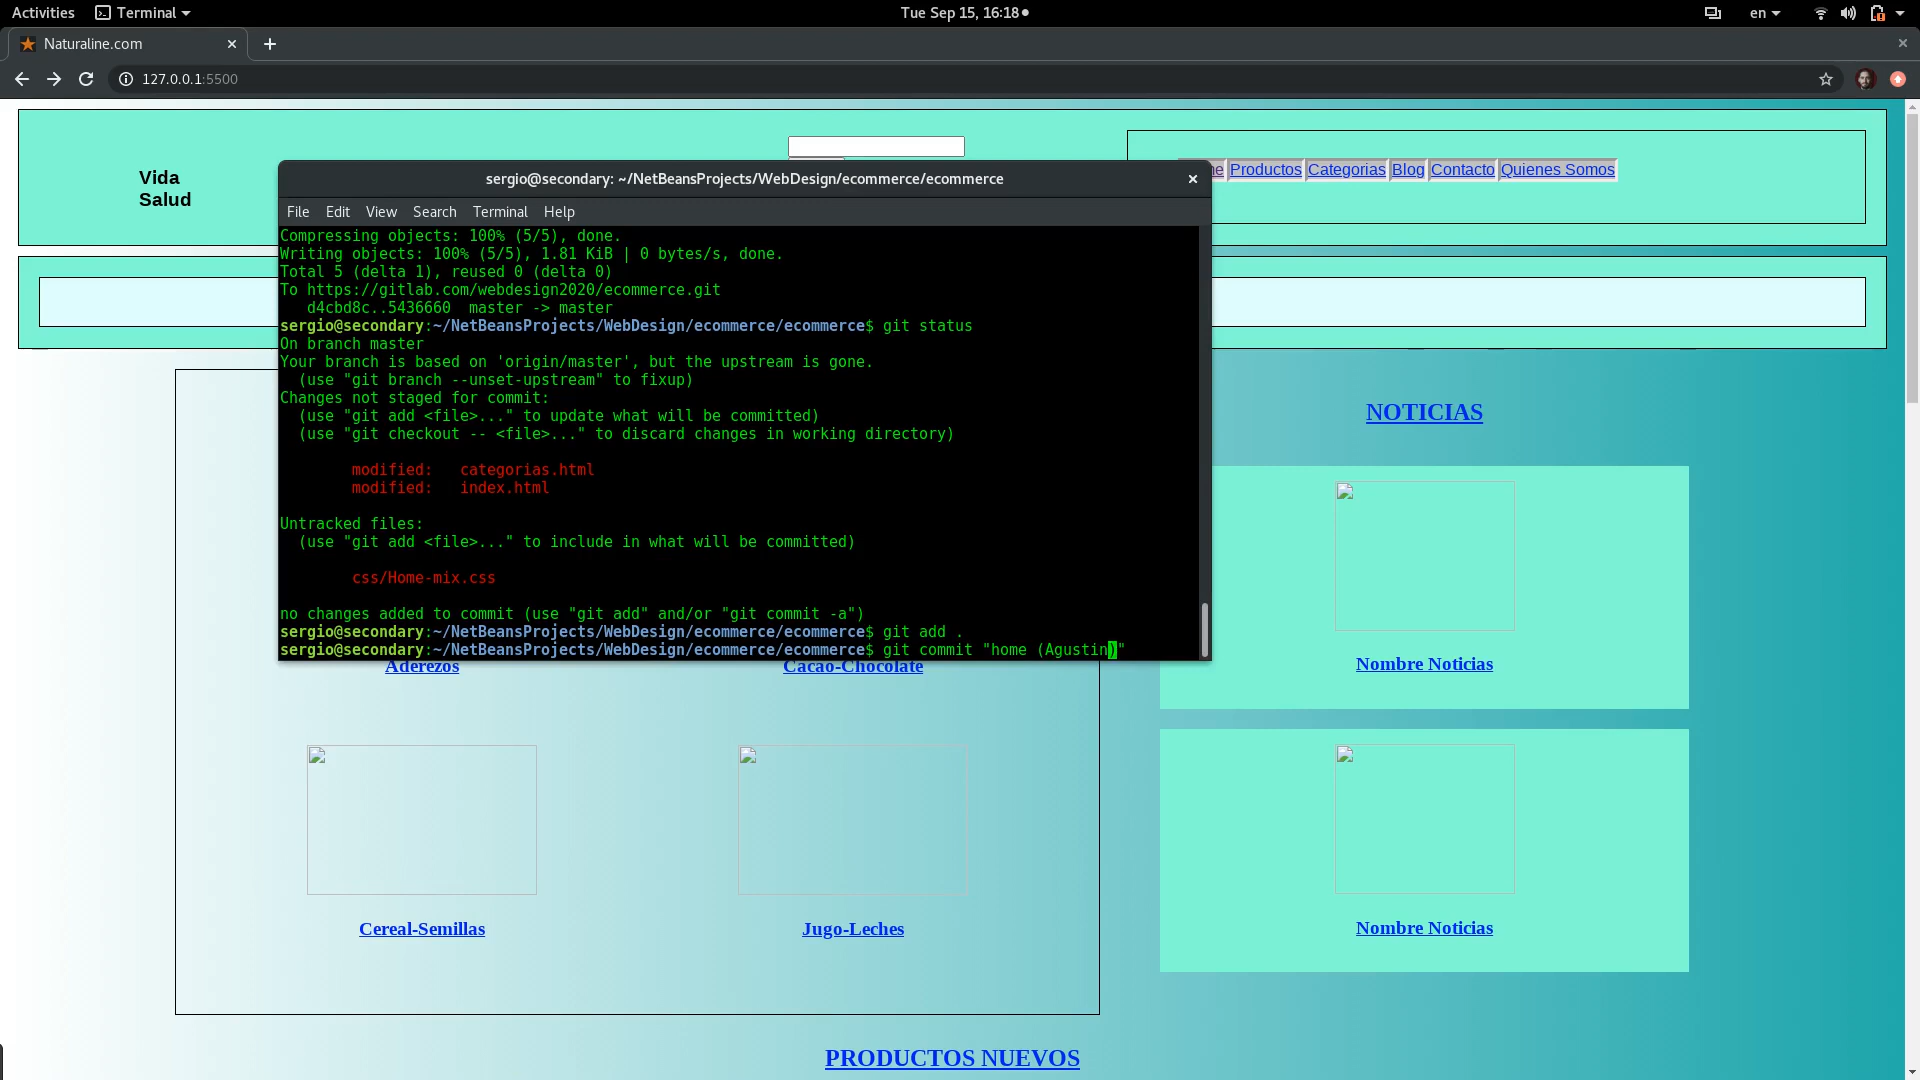 Activities Terminal Tue Sep 15, 16:18 en
Naturaline.com
127.0.0.1:5500
Vida
Salud
Productos Categorias Blog Contacto Quienes Somos
sergio@secondary: ~/NetBeansProjects/WebDesign/ecommerce/ecommerce
File Edit View Search Terminal Help
Compressing objects: 100% (5/5), done.
Writing objects: 100% (5/5), 1.81 KiB | 0 bytes/s, done.
Total 5 (delta 1), reused 0 (delta 0)
To https://gitlab.com/webdesign2020/ecommerce.git
d4cbd8c..5436660 master -> master
sergio@secondary:~/NetBeansProjects/WebDesign/ecommerce/ecommerce$ git status
On branch master
Your branch is based on 'origin/master', but the upstream is gone.
(use "git branch --unset-upstream" to fixup)
Changes not staged for commit:
(use "git add <file>..." to update what will be committed)
(use "git checkout -- <file>..." to discard changes in working directory)
modified: categorias.html
modified: index.html
Untracked files:
(use "git add <file>..." to include in what will be committed)
css/Home-mix.css
no changes added to commit (use "git add" and/or "git commit -a")
sergio@secondary:~/NetBeansProjects/WebDesign/ecommerce/ecommerce$ git add .
sergio@secondary:~/NetBeansProjects/WebDesign/ecommerce/ecommerce$ git commit "home (Agustin)"
Aderezos
Cacao-Chocolate
Cereal-Semillas
Jugo-Leches
NOTICIAS
Nombre Noticias
Nombre Noticias
PRODUCTOS NUEVOS